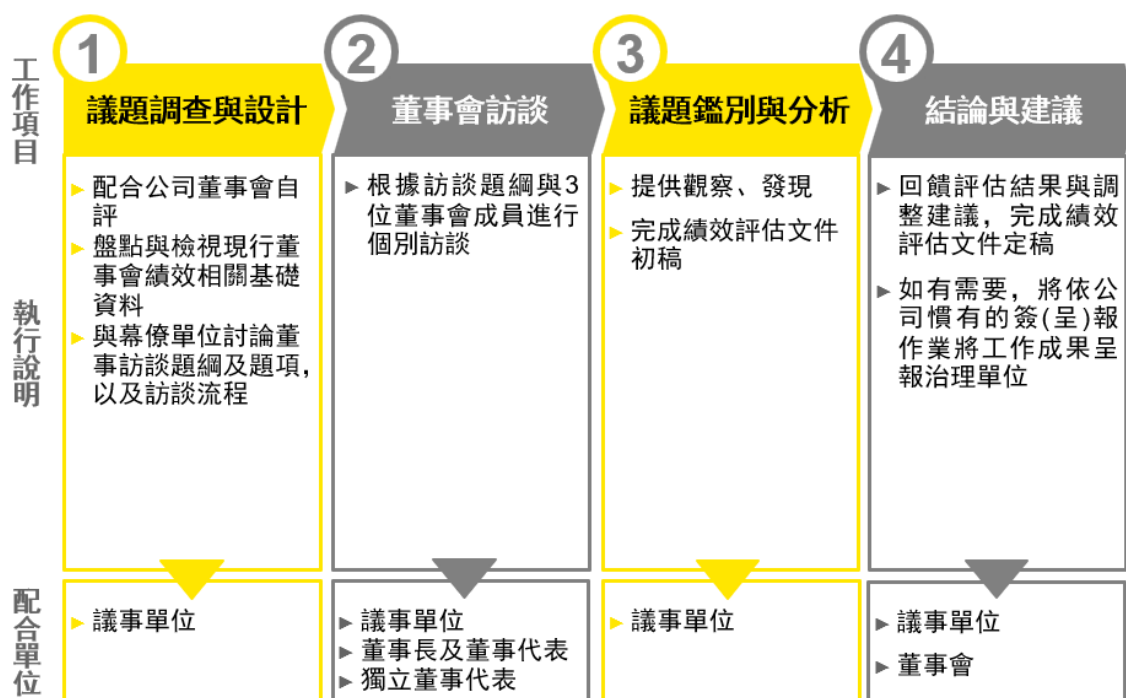 工作項目
1
議題調查與設計
2
董事會訪談
3
議題鑑別與分析
4
結論與建議
執行說明
配合公司董事會自
評
盤點與檢視現行董
事會績效相關基礎
資料
與幕僚單位討論董
事訪談題綱及題項，
以及訪談流程
根據訪談題綱與3
位董事會成員進行
個別訪談
提供觀察、發現
完成績效評估文件
初稿
回饋評估結果與調
整建議，完成績效
評估文件定稿
如有需要，將依公
司慣有的簽(呈)報
作業將工作成果呈
報治理單位
配合單位
議事單位
議事單位
董事長及董事代表
獨立董事代表
議事單位
議事單位
董事會